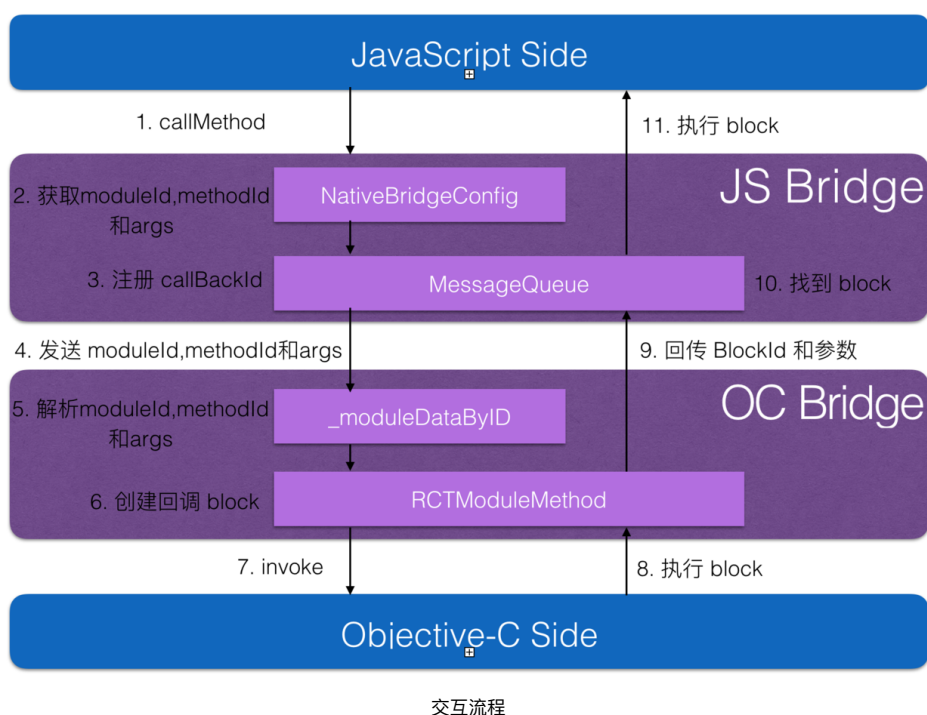 JavaScript Side
1. callMethod
11. 执行 block
JS Bridge
2. 获取moduleId,methodId
和args
NativeBridgeConfig
3. 注册 callBackId
MessageQueue
10. 找到 block
4. 发送 moduleId,methodId和args
9. 回传 BlockId 和参数
OC Bridge
5. 解析moduleId,methodId
和args
_moduleDataByID
6. 创建回调 block
RCTModuleMethod
7. invoke
8. 执行 block
Objective-C Side
交互流程